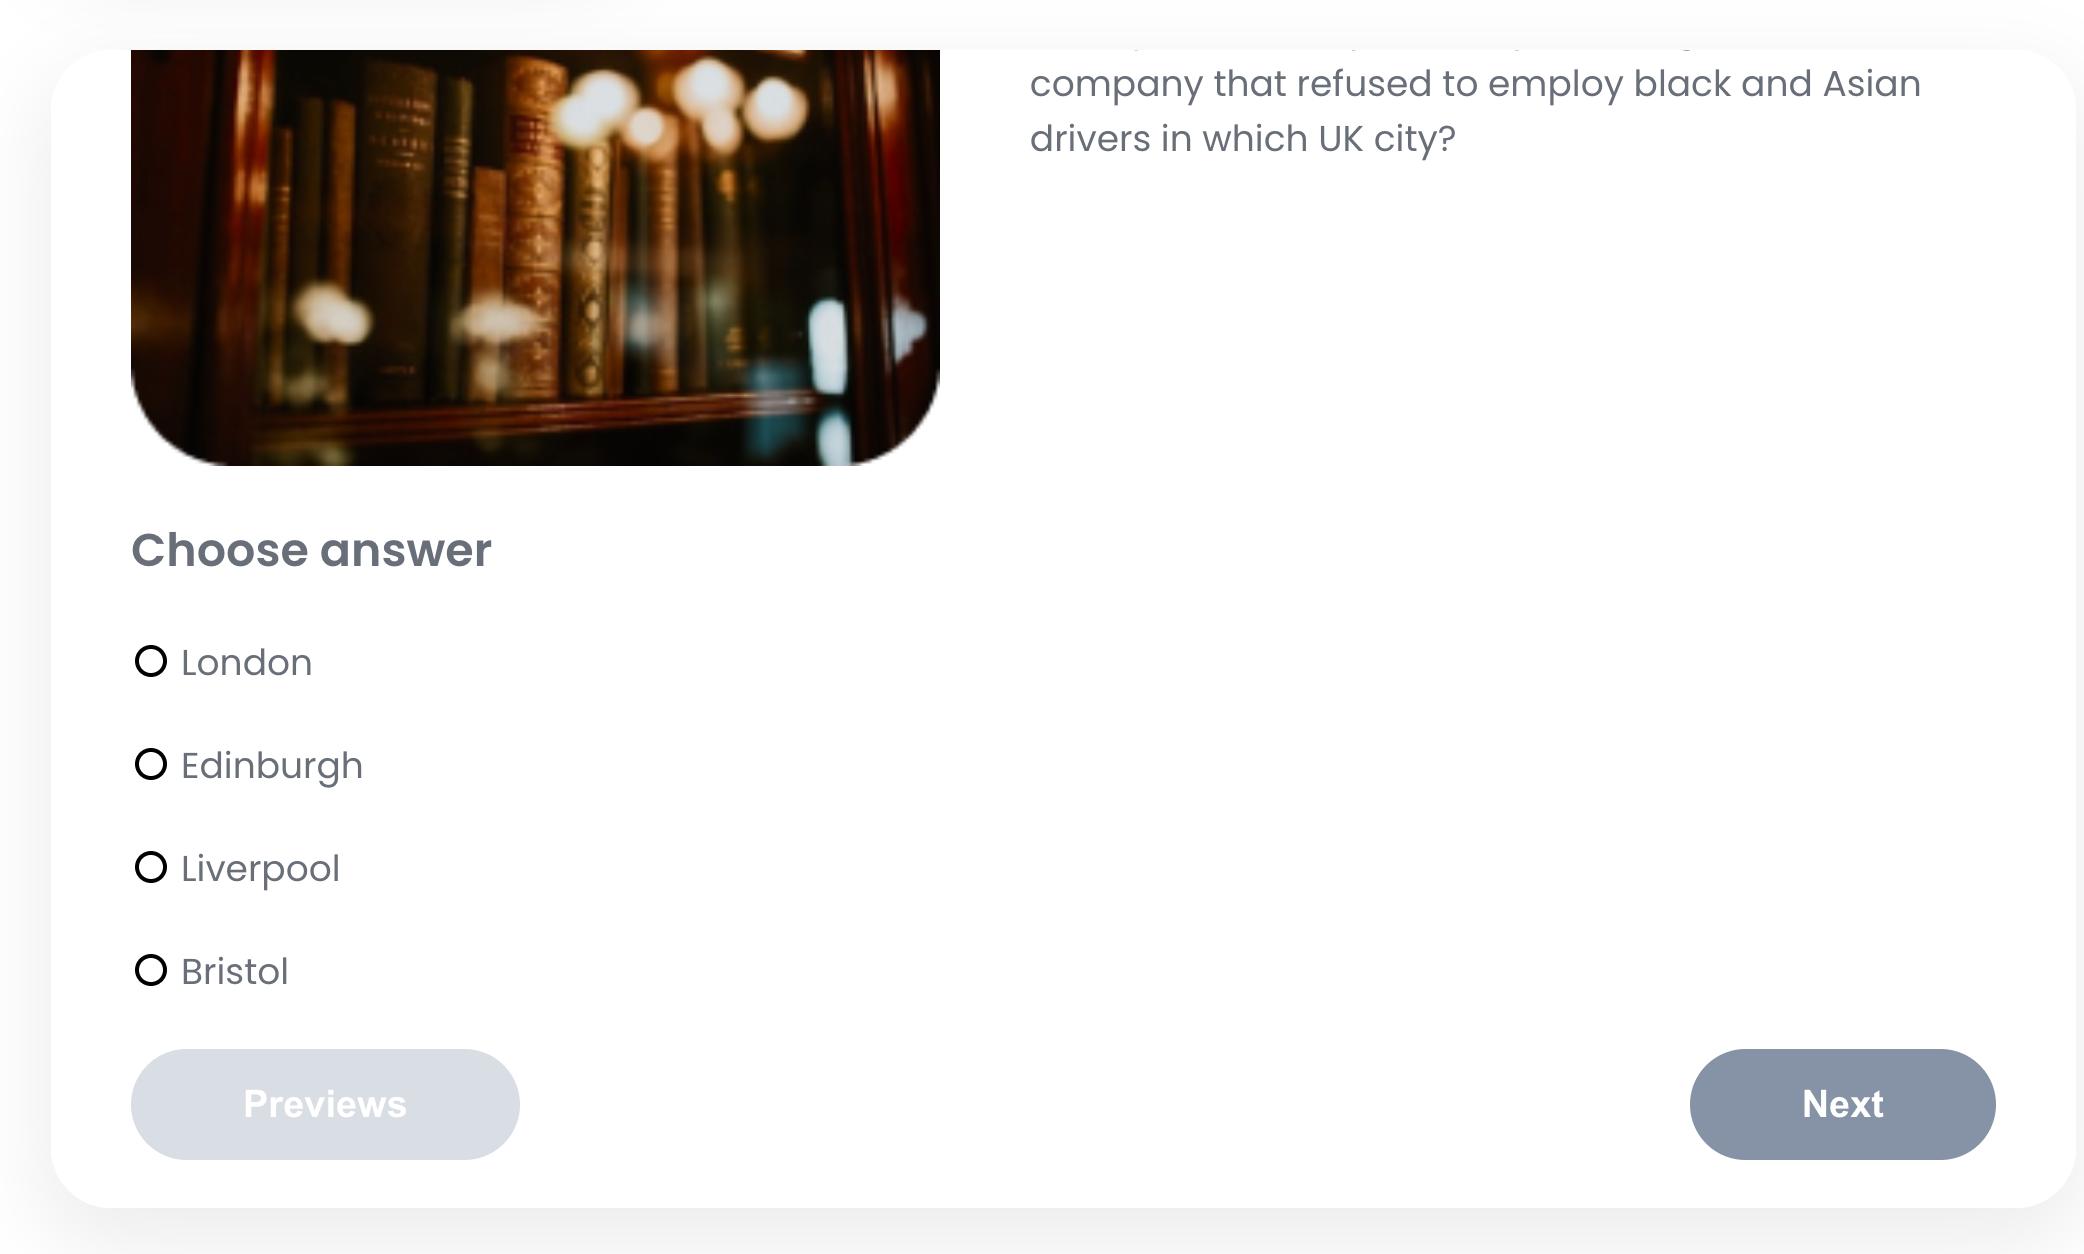 company that refused to employ black and Asian
drivers in which UK city?
Choose answer
London
Edinburgh
Liverpool
Bristol
Previews
Next